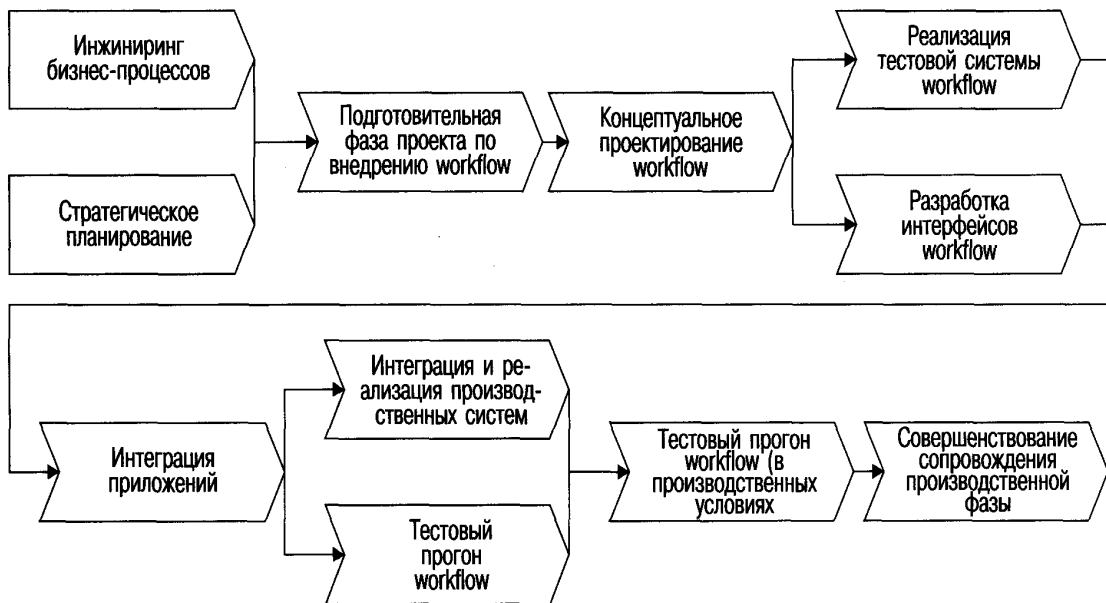 Инжиниринг
бизнес-процессов
Стратегическое
планирование
Подготовительная
фаза проекта по
внедрению workflow
Концептуальное
проектирование
workflow
Реализация
тестовой системы
workflow
Разработка
интерфейсов
workflow
Интеграция
приложений
Интеграция и ре-
ализация производ-
ственных систем
Тестовый
прогон
workflow
Тестовый прогон
workflow (в
производственных
условиях
Совершенствование
сопровождения
производственной
фазы